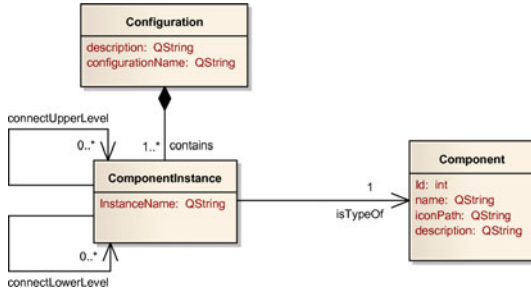 Configuration
description: QString
configurationName: QString
connectUpperLevel
0..*
1..*
contains
ComponentInstance
InstanceName: QString
1
isTypeOf
Component
Id: int
name: QString
iconPath: QString
description: QString
0..*
connectLowerLevel